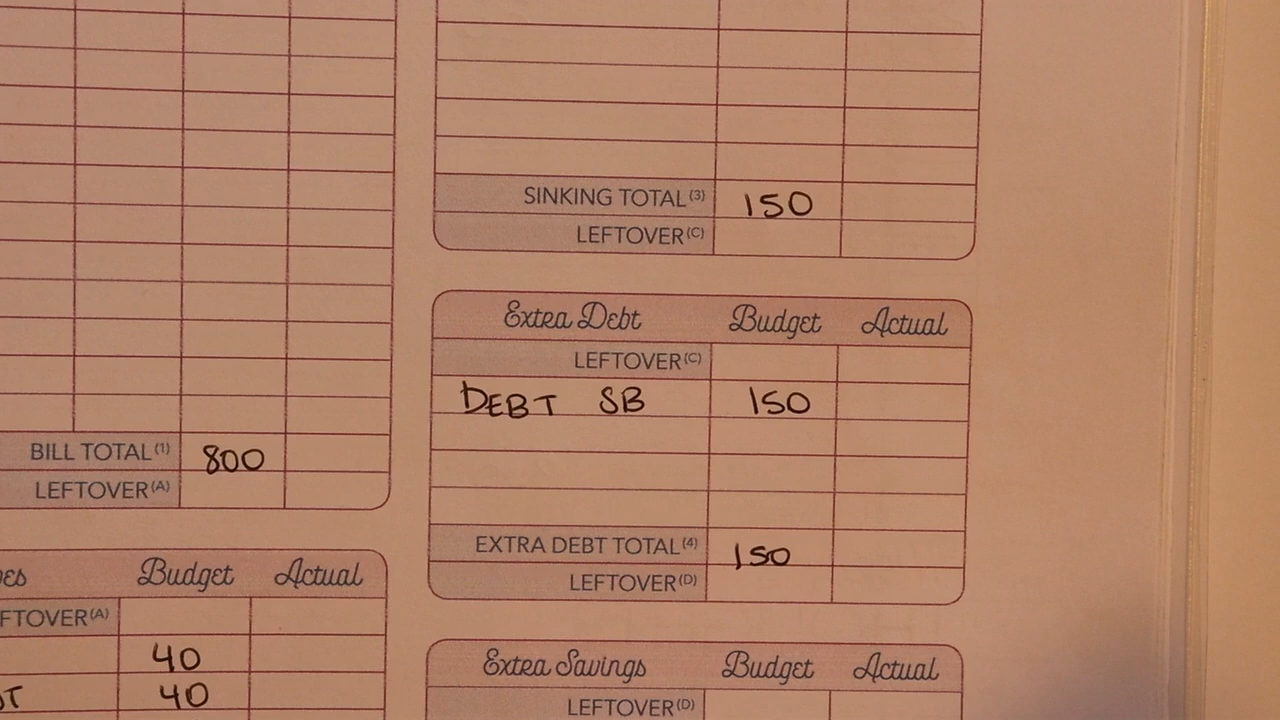 BILL TOTAL (1) 800
LEFTOVER (A)
Budget Actual
LEFTOVER (A)
40
40
SINKING TOTAL (3) 150
LEFTOVER (C)
Extra Debt Budget Actual
LEFTOVER (C)
DEBT SB 150
EXTRA DEBT TOTAL (4) 150
LEFTOVER (D)
Extra Savings Budget Actual
LEFTOVER (D)